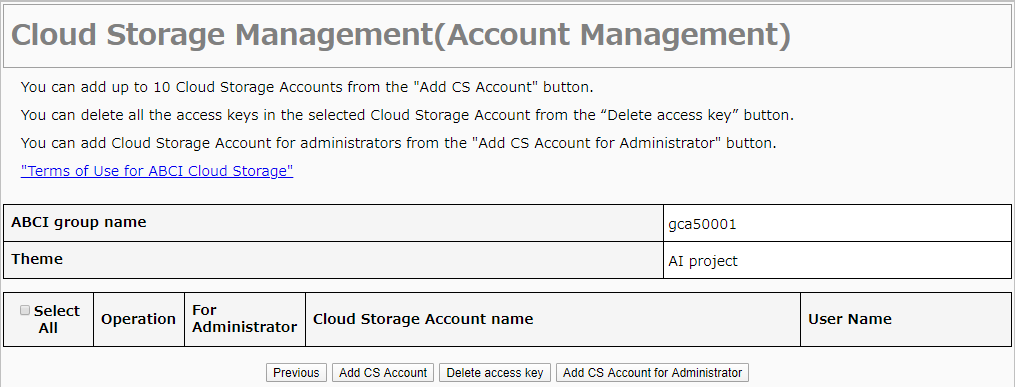 Cloud Storage Management(Account Management)
You can add up to 10 Cloud Storage Accounts from the "Add CS Account" button.
You can delete all the access keys in the selected Cloud Storage Account from the “Delete access key” button.
You can add Cloud Storage Account for administrators from the "Add CS Account for Administrator" button.
"Terms of Use for ABCI Cloud Storage"
ABCI group name gca50001
Theme AI project
Select All Operation For Administrator Cloud Storage Account name User Name
Previous Add CS Account Delete access key Add CS Account for Administrator